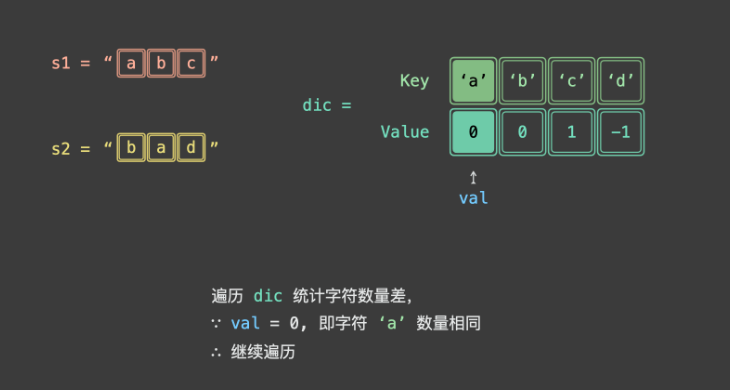 s1 = “ a b c ”
Key ‘a’ ‘b’ ‘c’ ‘d’
dic =
Value 0 0 1 -1
s2 = “ b a d ”
val
遍历 dic 统计字符数量差，
∵ val = 0, 即字符 ‘a’ 数量相同
∴ 继续遍历